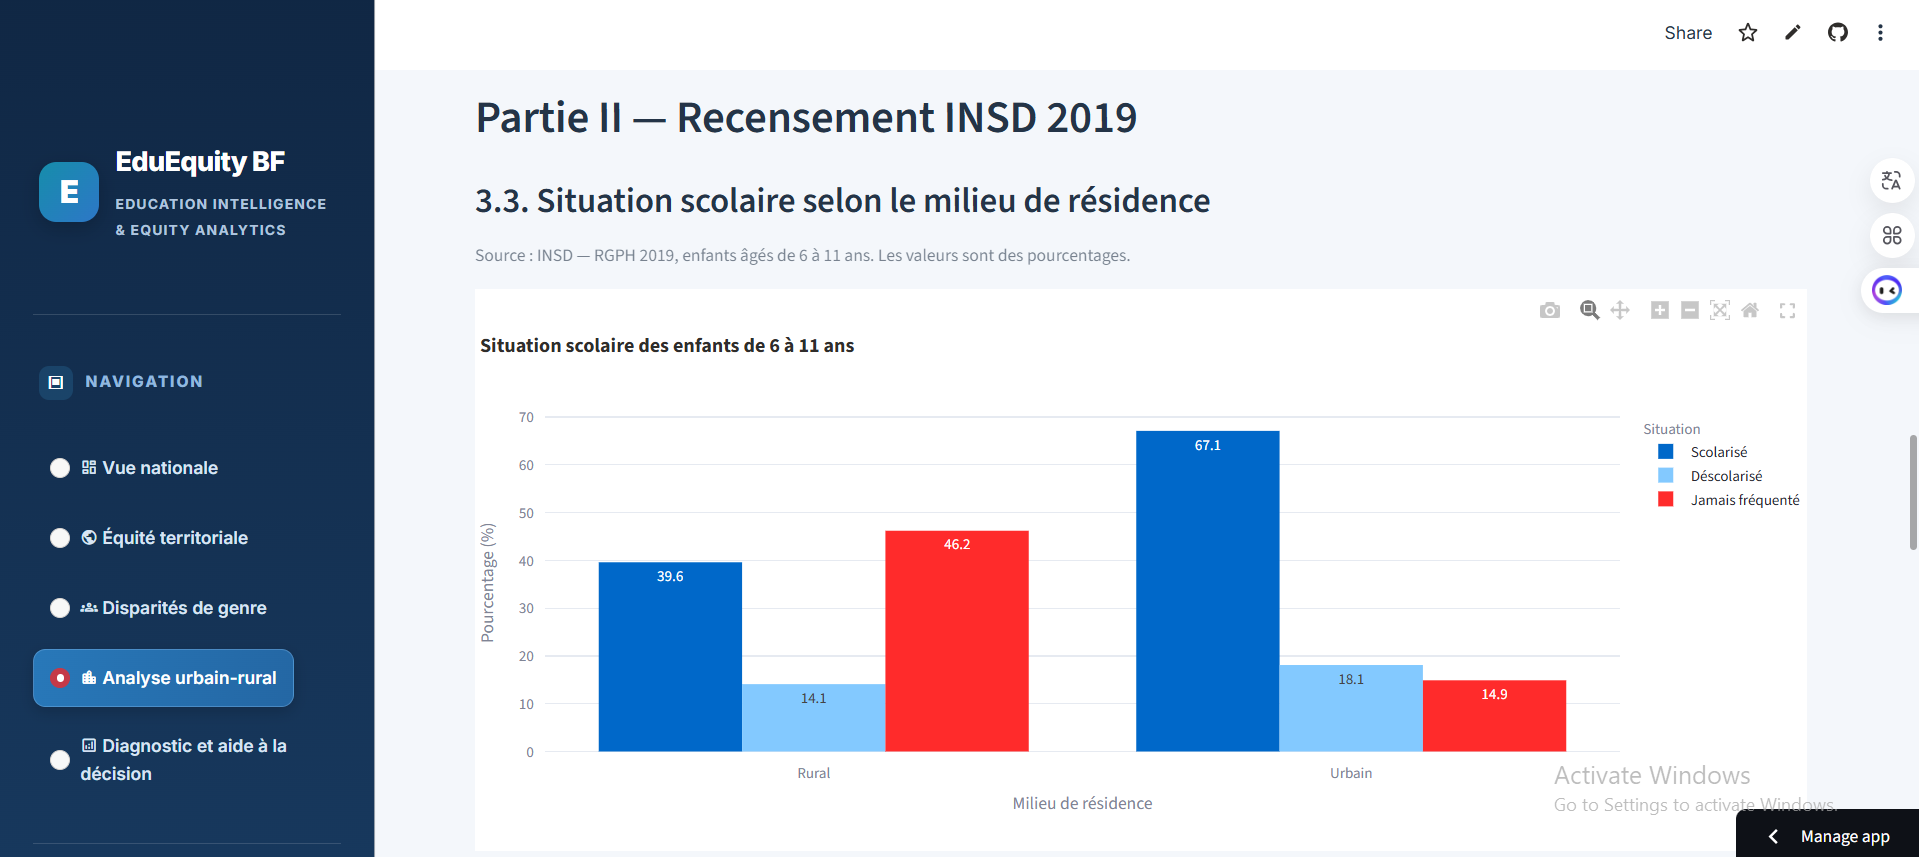 Share
EduEquity BF
E
EDUCATION INTELLIGENCE
& EQUITY ANALYTICS
NAVIGATION
Vue nationale
Équité territoriale
Disparités de genre
Analyse urbain-rural
Diagnostic et aide à la
décision
Partie II — Recensement INSD 2019
3.3. Situation scolaire selon le milieu de résidence
Source : INSD — RGPH 2019, enfants âgés de 6 à 11 ans. Les valeurs sont des pourcentages.
Situation scolaire des enfants de 6 à 11 ans
Pourcentage (%)
70
60
50
40
30
20
10
0
39.6
14.1
46.2
67.1
18.1
14.9
Rural
Urbain
Milieu de résidence
Situation
Scolarisé
Déscolarisé
Jamais fréquenté
Activate Windows
Go to Settings to activate Windows.
Manage app